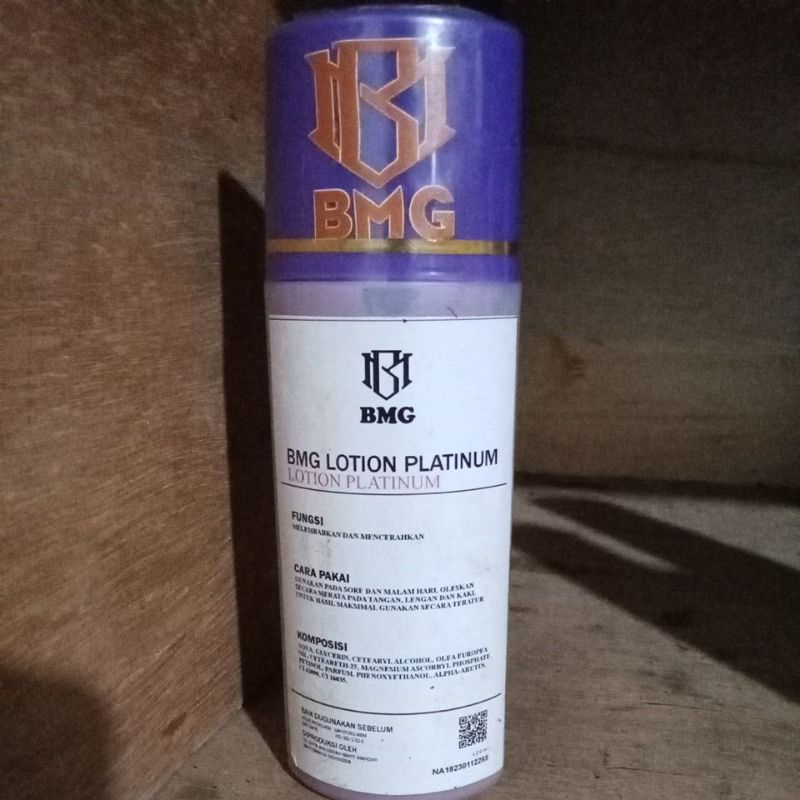 BMG
BMG
BMG LOTION PLATINUM
LOTION PLATINUM
FUNGSI
MELEMBABKAN DAN MENCERAHKAN
CARA PAKAI
GUNAKAN PADA SORE DAN MALAM HARI, OLESKAN
SECARA MERATA PADA TANGAN, LENGAN DAN KAKI.
UNTUK HASIL MAKSIMAL GUNAKAN SECARA TERATUR
KOMPOSISI
AQUA, GLYCERIN, CETEARYL ALCOHOL, OLEA EUROPEA
OIL, CETEARETH-25, MAGNESIUM ASCORBYL PHOSPHATE,
PARFUM, PHENOXYETHANOL, ALPHA-ARUTIN,
CI 16035.
BAIK DUGUNAKAN SEBELUM
DIPRODUKSI OLEH
INDONESIA
NA18230112265